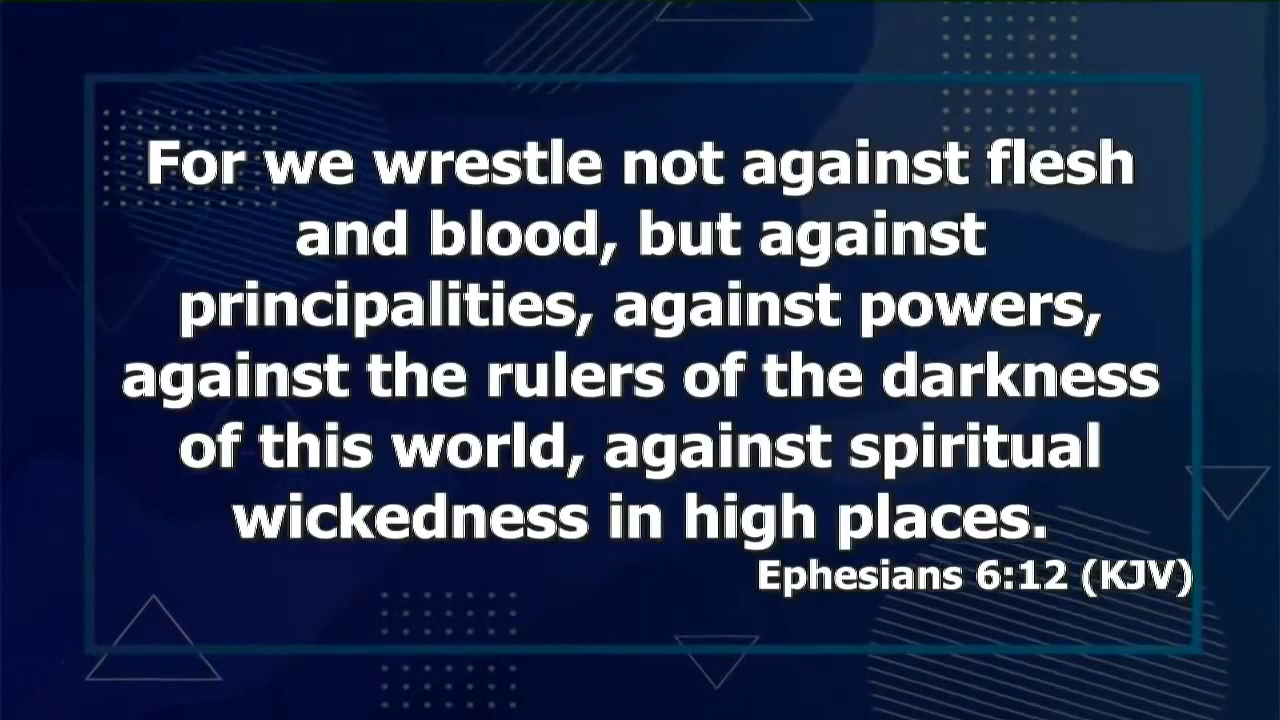 For we wrestle not against flesh
and blood, but against
principalities, against powers,
against the rulers of the darkness
of this world, against spiritual
wickedness in high places.
Ephesians 6:12 (KJV)